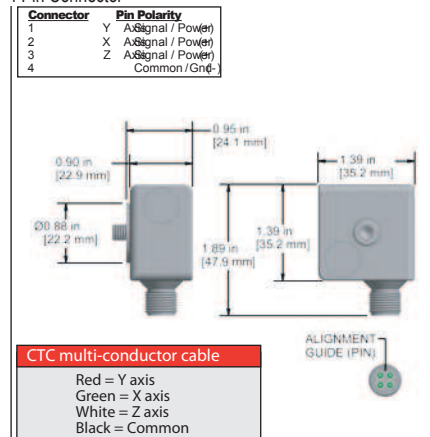 Connector Pin Polarity
1 Y Axis Signal / Power (+)
2 X Axis Signal / Power (+)
3 Z Axis Signal / Power (+)
4 Common / Gnd (-)
0.95 in
[24.1 mm]
0.90 in
[22.9 mm]
1.39 in
[35.2 mm]
Ø0.88 in
[22.2 mm]
1.89 in
[47.9 mm]
1.39 in
[35.2 mm]
ALIGNMENT
GUIDE (PIN)
CTC multi-conductor cable
Red = Y axis
Green = X axis
White = Z axis
Black = Common